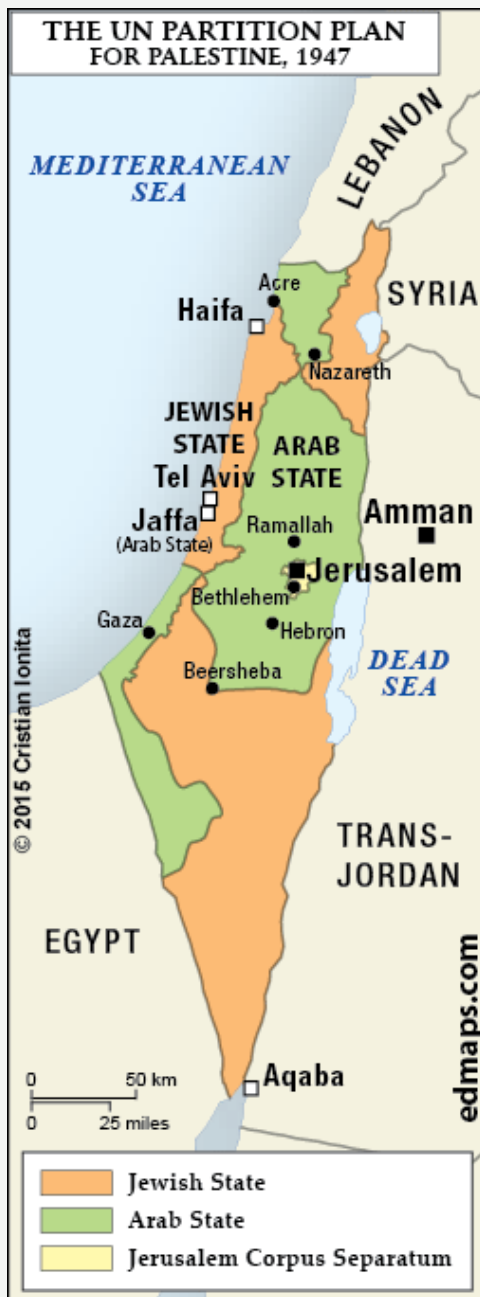 THE UN PARTITION PLAN
FOR PALESTINE, 1947
MEDITERRANEAN
SEA
LEBANON
SYRIA
Acre
Haifa
Nazareth
JEWISH
STATE
ARAB
STATE
Tel Aviv
Jaffa
(Arab State)
Ramallah
Amman
Jerusalem
Bethlehem
Gaza
Hebron
Beersheba
DEAD
SEA
© 2015 Cristian Ionita
TRANS-
JORDAN
EGYPT
edmaps.com
Aqaba
0 50 km
0 25 miles
Jewish State
Arab State
Jerusalem Corpus Separatum